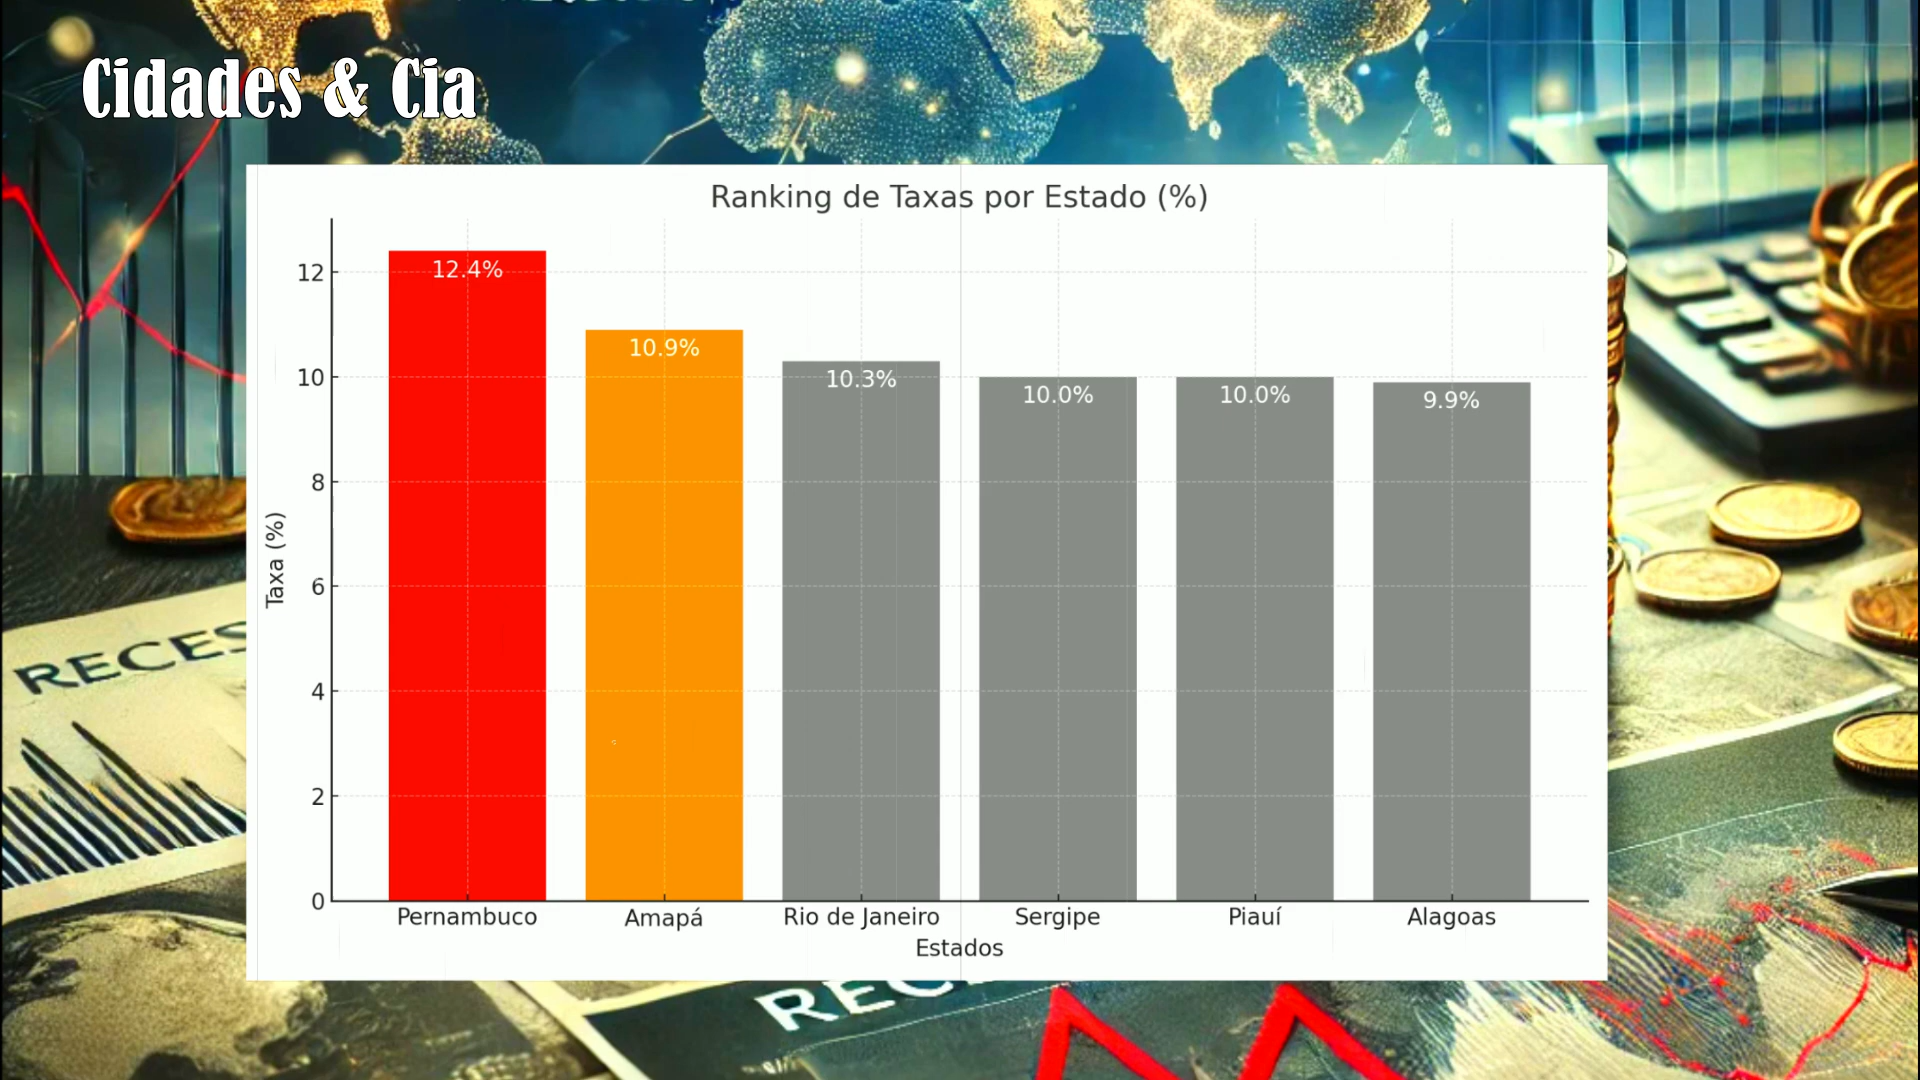 Cidades & Cia
Ranking de Taxas por Estado (%)
12
10
8
6
4
2
0
Taxa (%)
12.4%
10.9%
10.3%
10.0%
10.0%
9.9%
Pernambuco
Amapá
Rio de Janeiro
Sergipe
Piauí
Alagoas
Estados
RECES
REC